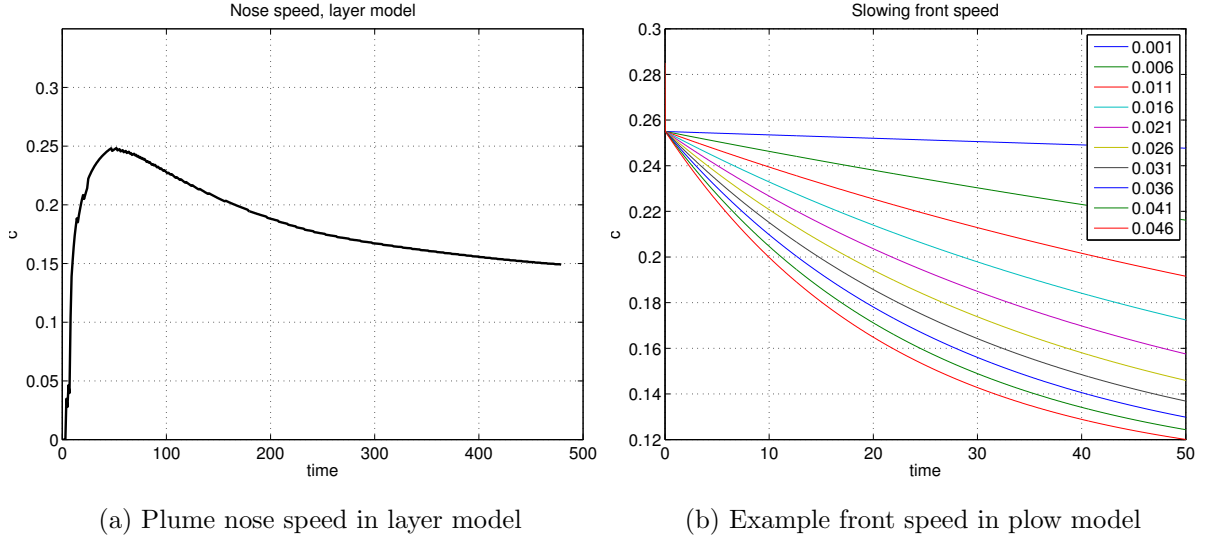 Nose speed, layer model
0.3
0.25
0.2
0.15
0.1
0.05
0
c
0 100 200 300 400 500
time
(a) Plume nose speed in layer model
Slowing front speed
0.3
0.28
0.26
0.24
0.22
0.2
0.18
0.16
0.14
0.12
c
0 10 20 30 40 50
time
0.001
0.006
0.011
0.016
0.021
0.026
0.031
0.036
0.041
0.046
(b) Example front speed in plow model